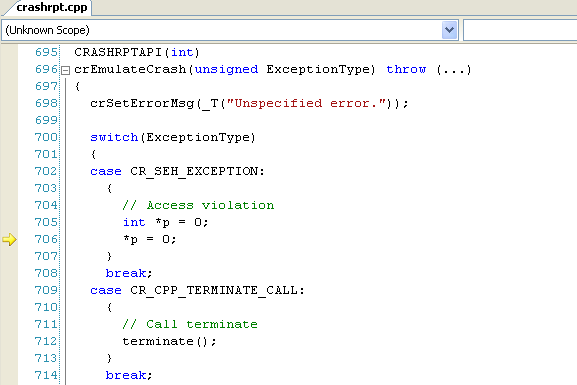 crashrpt.cpp
(Unknown Scope)
695 CRASHRPTAPI(int)
696 crEmulateCrash(unsigned ExceptionType) throw (...)
697 {
698 crSetErrorMsg(_T("Unspecified error."));
699
700 switch(ExceptionType)
701 {
702 case CR_SEH_EXCEPTION:
703 {
704 // Access violation
705 int *p = 0;
706 *p = 0;
707 }
708 break;
709 case CR_CPP_TERMINATE_CALL:
710 {
711 // Call terminate
712 terminate();
713 }
714 break;